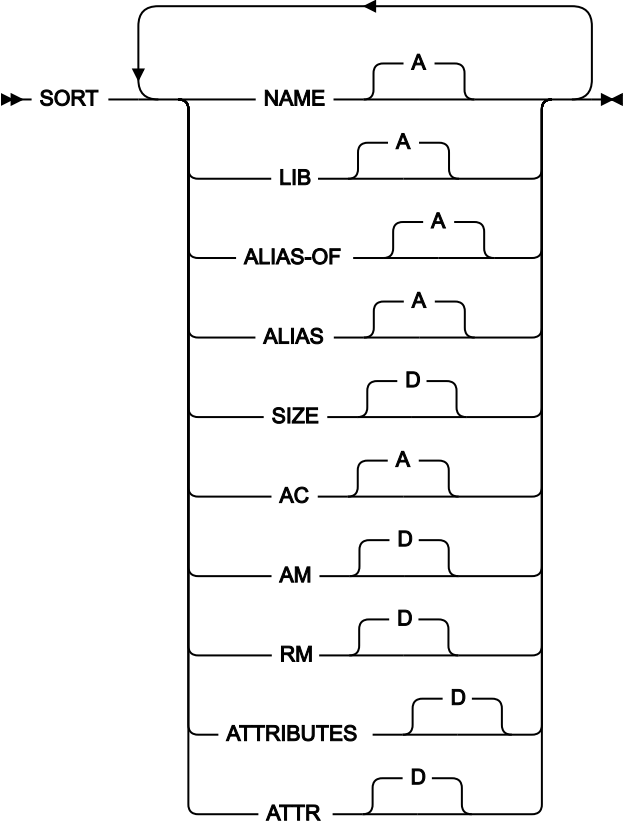 A
SORT NAME
A
LIB
A
ALIAS-OF
A
ALIAS
D
SIZE
A
AC
D
AM
D
RM
D
ATTRIBUTES
D
ATTR